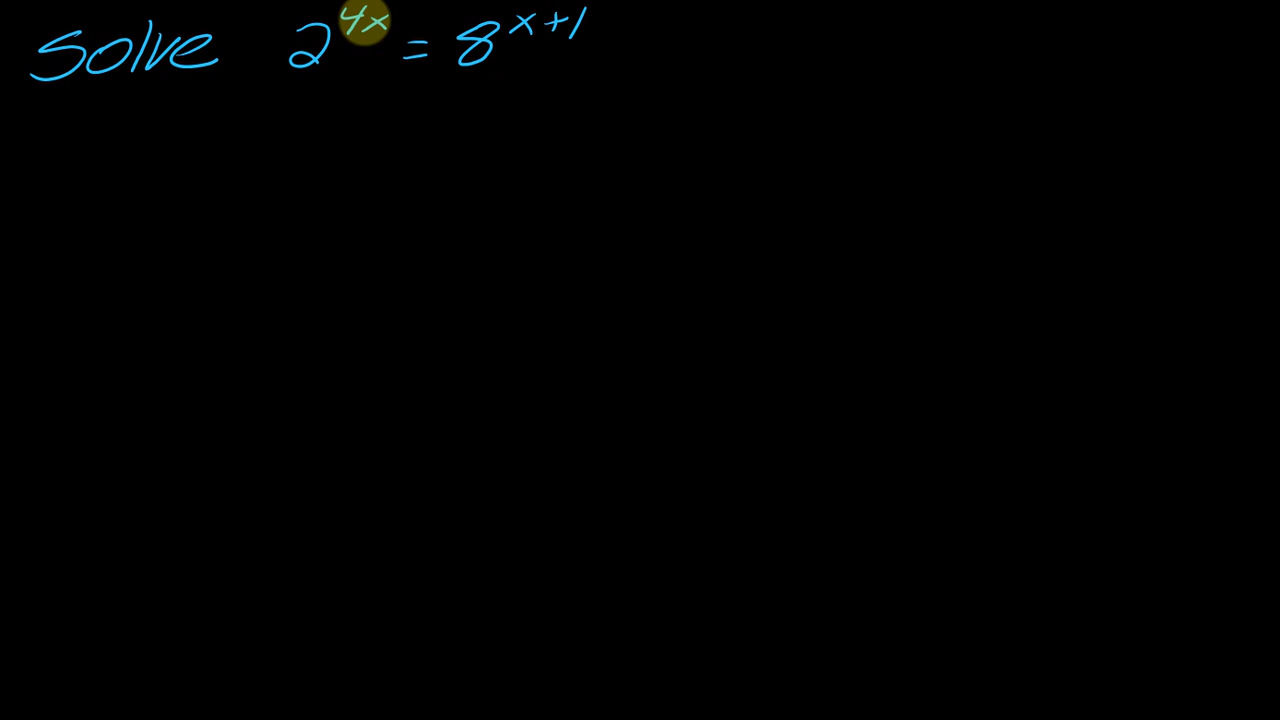 Solve 2^{4x} = 8^{x+1}